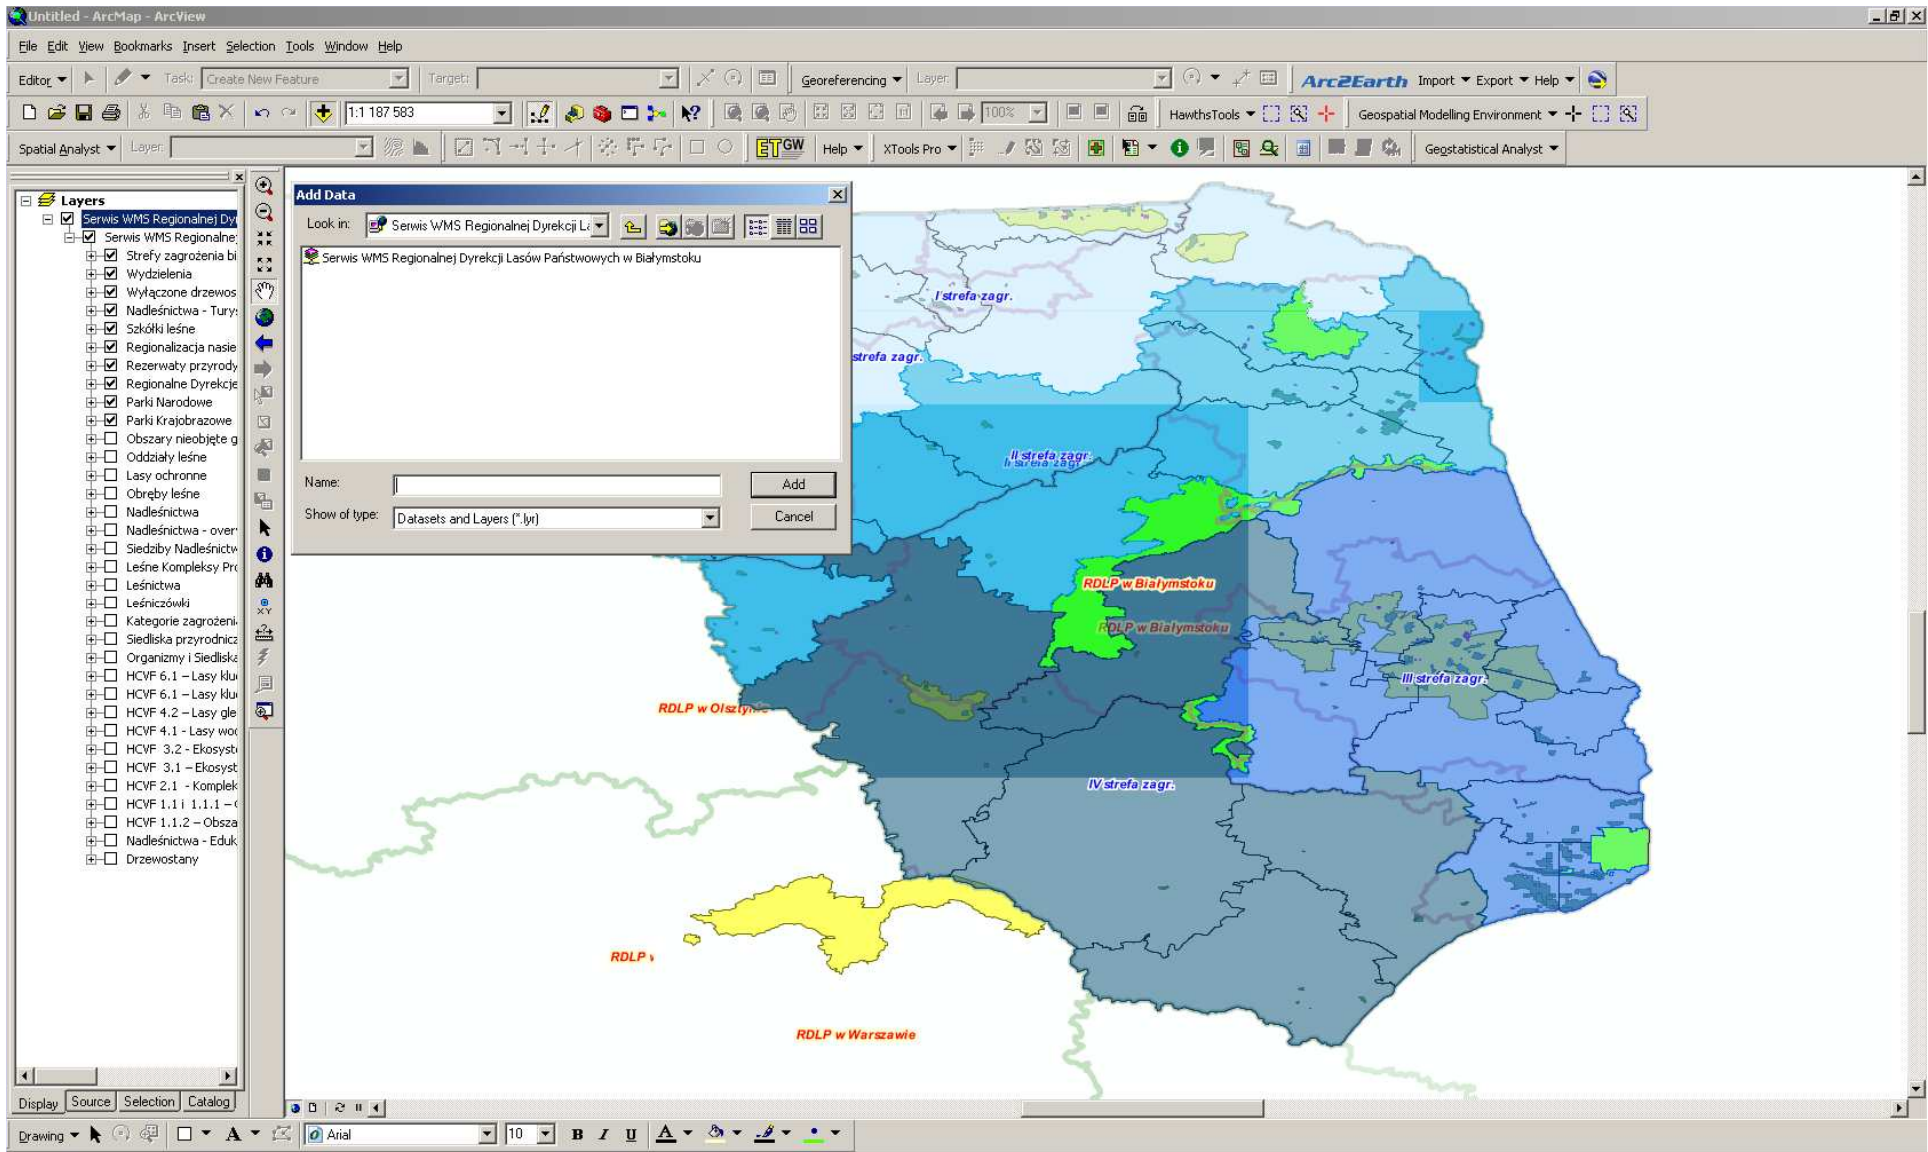 Untitled - ArcMap - ArcView
File Edit View Bookmarks Insert Selection Tools Window Help
Editor Task: Create New Feature Target: Georeferencing Layer: Arc2Earth Import Export Help
1:1 187 583 100% HawthsTools Geospatial Modelling Environment
Spatial Analyst Layer: ETGW Help XTools Pro Geostatistical Analyst
Layers
Serwis WMS Regionalnej Dy
Serwis WMS Regionalne
Strefy zagrożenia bi
Wydzielenia
Wyłączone drzewos
Nadleśnictwa - Tury
Szkółki leśne
Regionalizacja nasie
Rezerwaty przyrody
Regionalne Dyrekcje
Parki Narodowe
Parki Krajobrazowe
Obszary nieobjęte g
Oddziały leśne
Lasy ochronne
Obręby leśne
Nadleśnictwa
Nadleśnictwa - over
Siedziby Nadleśnictw
Leśne Kompleksy Pro
Leśnictwa
Leśniczówki
Kategorie zagrożeni
Siedliska przyrodnicz
Organizmy i Siedliska
HCVF 6.1 – Lasy klu
HCVF 6.1 – Lasy klu
HCVF 4.2 – Lasy gle
HCVF 4.1 - Lasy wod
HCVF 3.2 - Ekosyst
HCVF 3.1 – Ekosyst
HCVF 2.1 - Komplek
HCVF 1.1 i 1.1.1 –
HCVF 1.1.2 – Obsza
Nadleśnictwa - Eduk
Drzewostany
Display Source Selection Catalog
Add Data
Look in: Serwis WMS Regionalnej Dyrekcji La
Serwis WMS Regionalnej Dyrekcji Lasów Państwowych w Białymstoku
Name: Add
Show of type: Datasets and Layers (*.lyr) Cancel
I strefa zagr.
strefa zagr.
II strefa zagr.
II strefa zagr.
RDLP w Białymstoku
RDLP w Białymstoku
III strefa zagr.
RDLP w Olsztynie
IV strefa zagr.
RDLP w
RDLP w Warszawie
XY
Drawing A Arial 10 B I U A